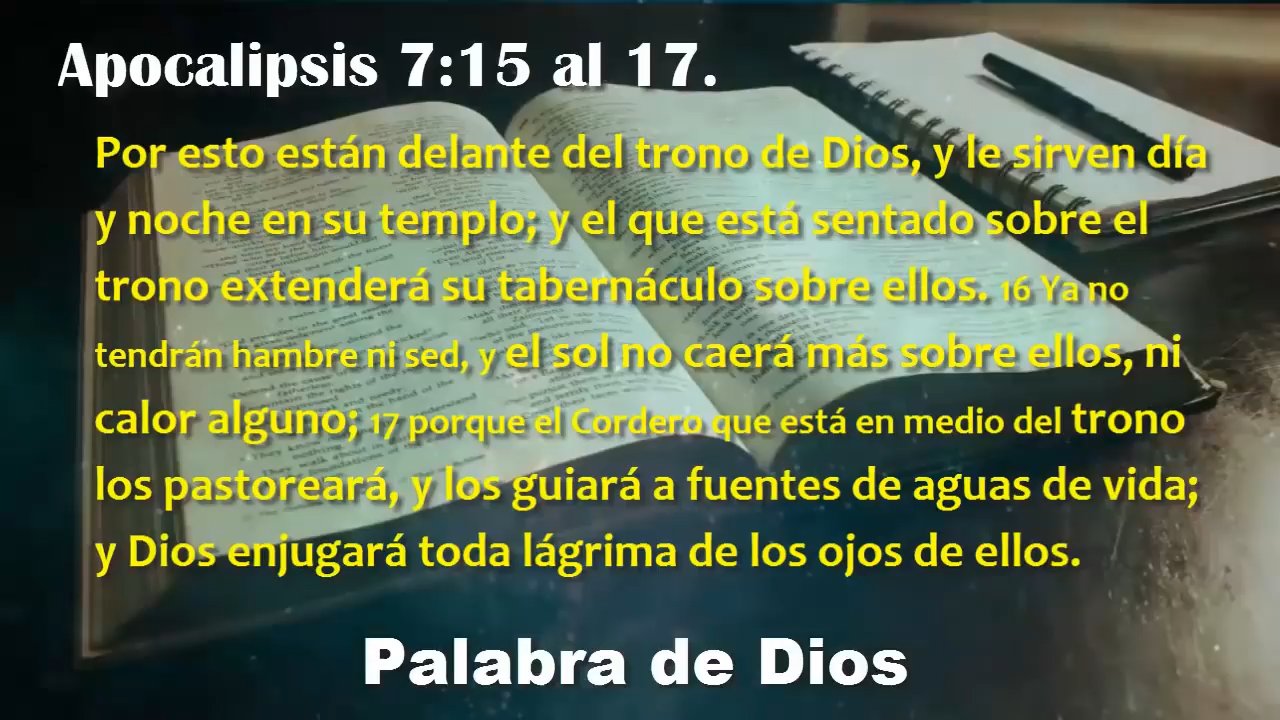 Apocalipsis 7:15 al 17.
Por esto están delante del trono de Dios, y le sirven día
y noche en su templo; y el que está sentado sobre el
trono extenderá su tabernáculo sobre ellos. 16 Ya no
tendrán hambre ni sed, y el sol no caerá más sobre ellos, ni
calor alguno; 17 porque el Cordero que está en medio del trono
los pastoreará, y los guiará a fuentes de aguas de vida;
y Dios enjugará toda lágrima de los ojos de ellos.
Palabra de Dios